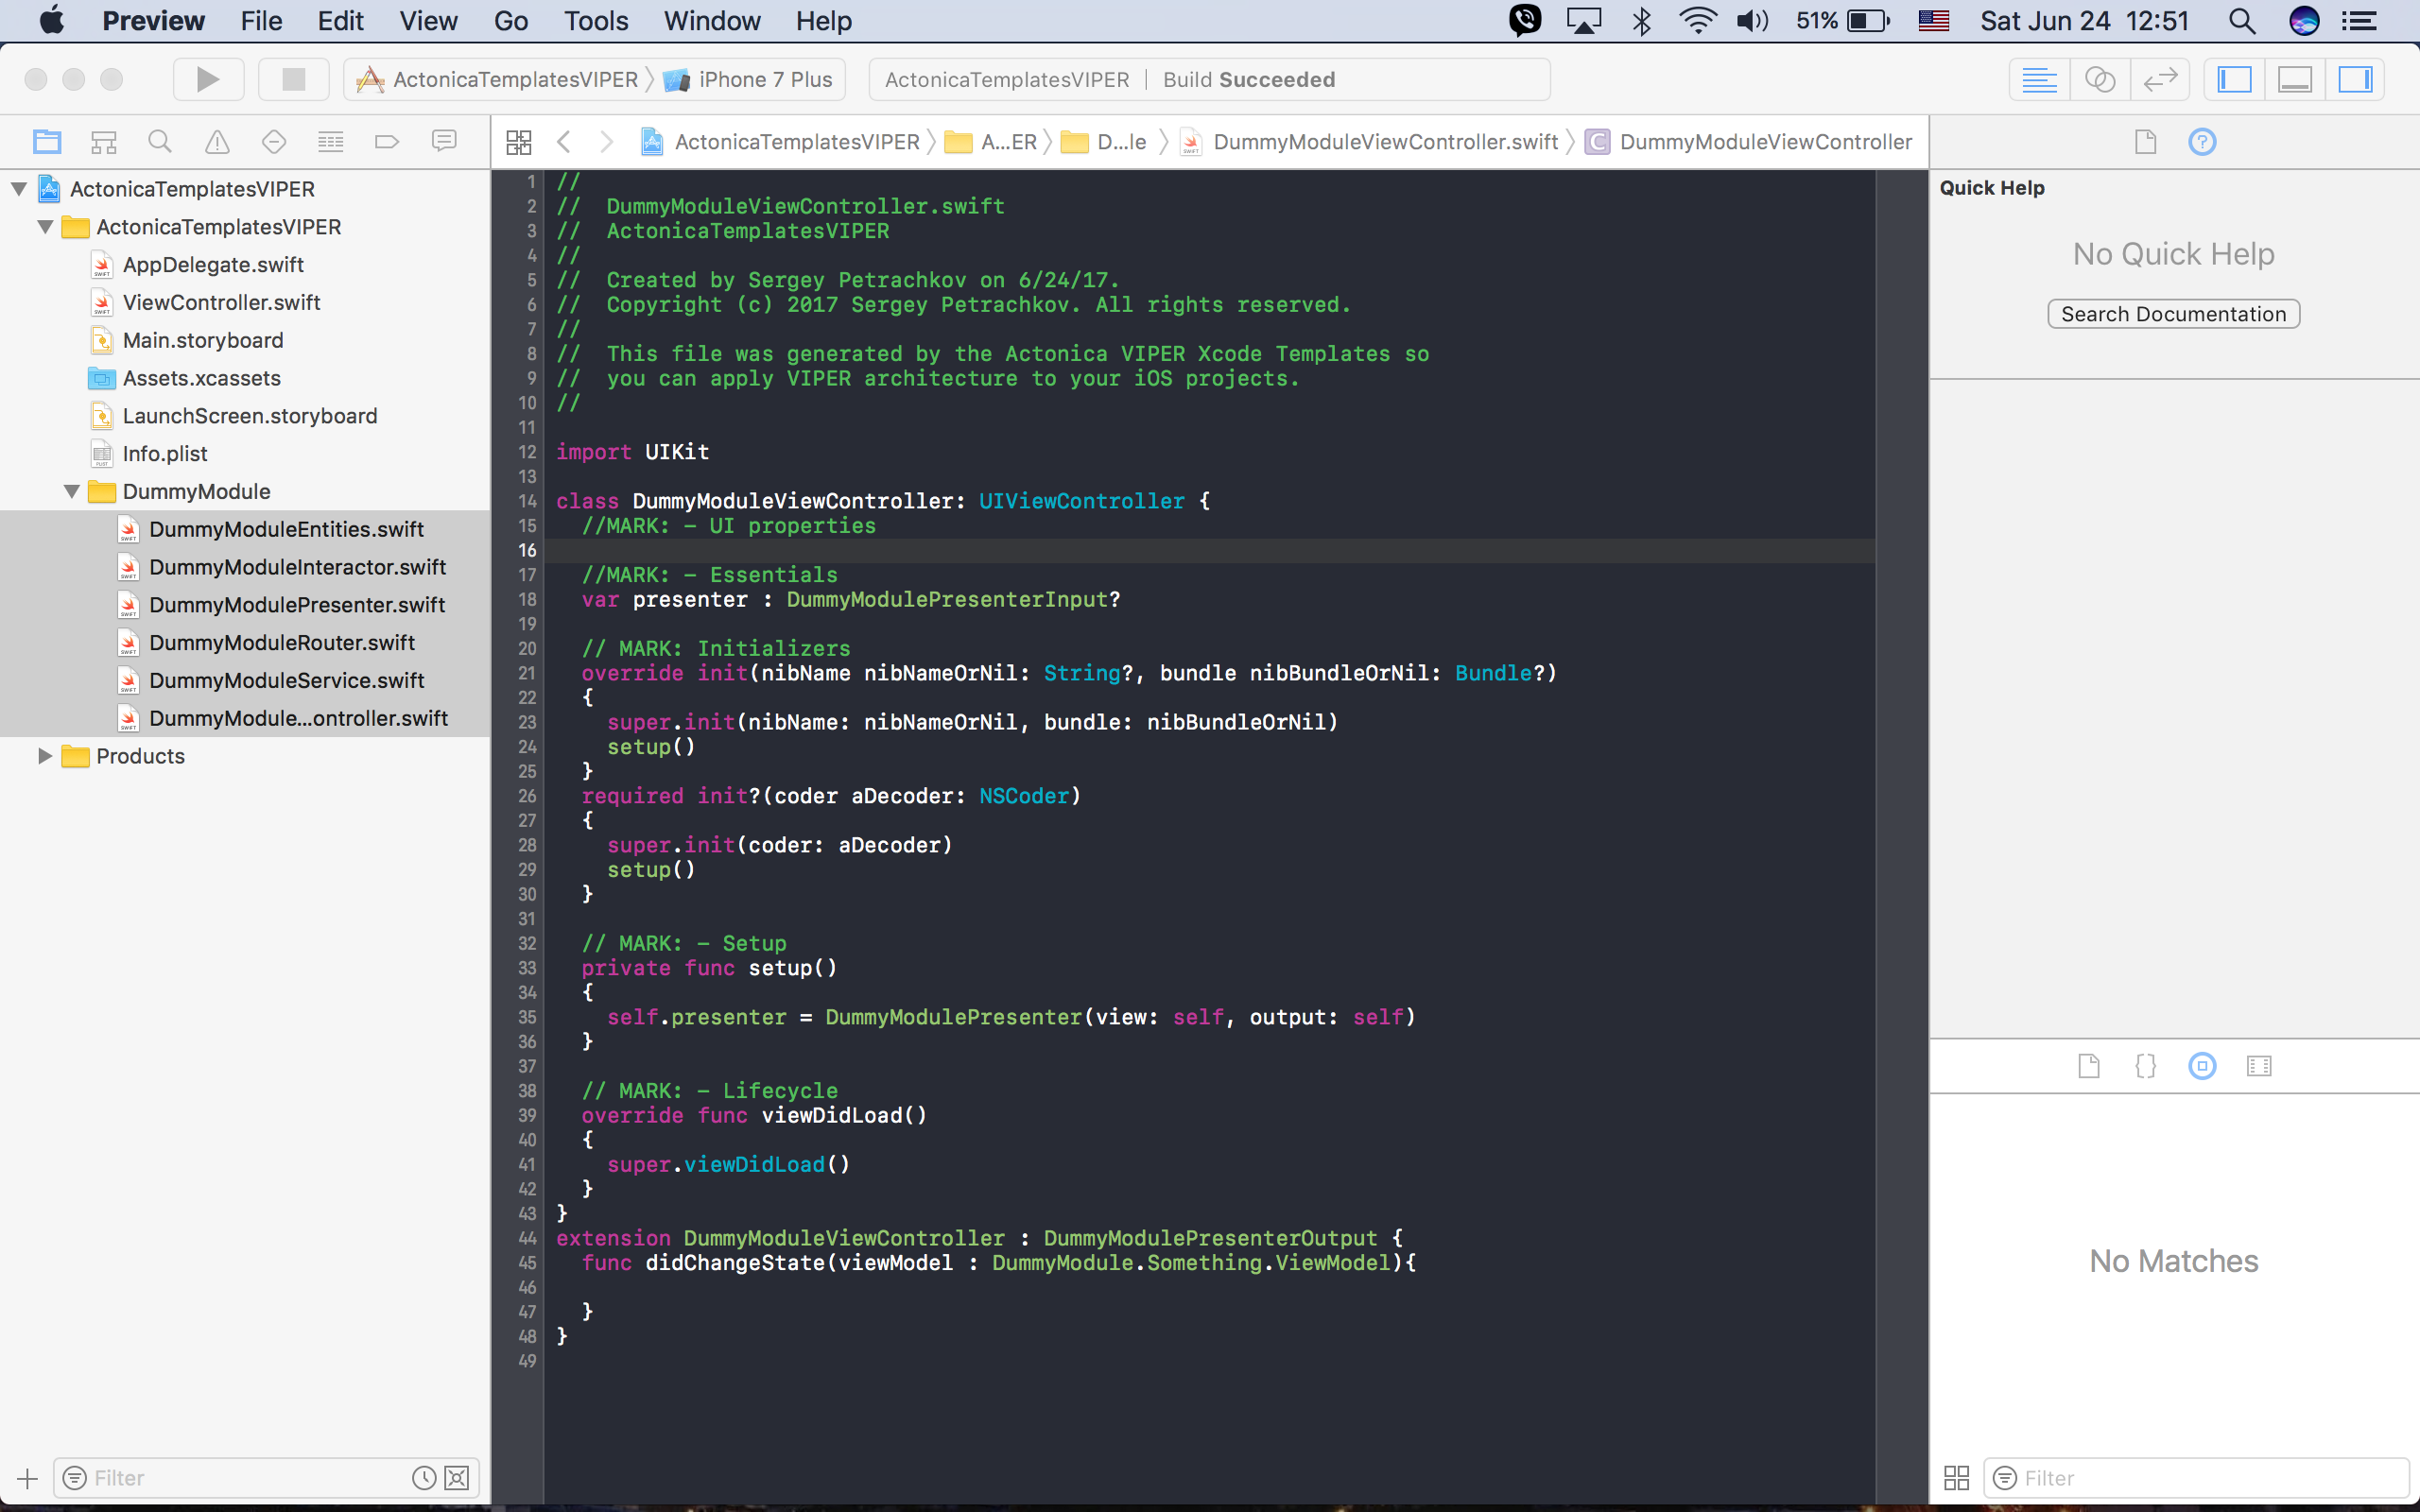 Preview File Edit View Go Tools Window Help 51% Sat Jun 24 12:51
ActonicaTemplatesVIPER iPhone 7 Plus ActonicaTemplatesVIPER | Build Succeeded
ActonicaTemplatesVIPER A...ER D...le DummyModuleViewController.swift C DummyModuleViewController
ActonicaTemplatesVIPER
ActonicaTemplatesVIPER
AppDelegate.swift
ViewController.swift
Main.storyboard
Assets.xcassets
LaunchScreen.storyboard
Info.plist
DummyModule
DummyModuleEntities.swift
DummyModuleInteractor.swift
DummyModulePresenter.swift
DummyModuleRouter.swift
DummyModuleService.swift
DummyModule...ontroller.swift
Products
Filter
1 //
2 //  DummyModuleViewController.swift
3 //  ActonicaTemplatesVIPER
4 //
5 //  Created by Sergey Petrachkov on 6/24/17.
6 //  Copyright (c) 2017 Sergey Petrachkov. All rights reserved.
7 //
8 //  This file was generated by the Actonica VIPER Xcode Templates so
9 //  you can apply VIPER architecture to your iOS projects.
10 //
11
12 import UIKit
13
14 class DummyModuleViewController: UIViewController {
15   //MARK: - UI properties
16
17   //MARK: - Essentials
18   var presenter : DummyModulePresenterInput?
19
20   // MARK: Initializers
21   override init(nibName nibNameOrNil: String?, bundle nibBundleOrNil: Bundle?)
22   {
23     super.init(nibName: nibNameOrNil, bundle: nibBundleOrNil)
24     setup()
25   }
26   required init?(coder aDecoder: NSCoder)
27   {
28     super.init(coder: aDecoder)
29     setup()
30   }
31
32   // MARK: - Setup
33   private func setup()
34   {
35     self.presenter = DummyModulePresenter(view: self, output: self)
36   }
37
38   // MARK: - Lifecycle
39   override func viewDidLoad()
40   {
41     super.viewDidLoad()
42   }
43 }
44 extension DummyModuleViewController : DummyModulePresenterOutput {
45   func didChangeState(viewModel : DummyModule.Something.ViewModel){
46
47   }
48 }
49
Quick Help
No Quick Help
Search Documentation
{}
No Matches
Filter